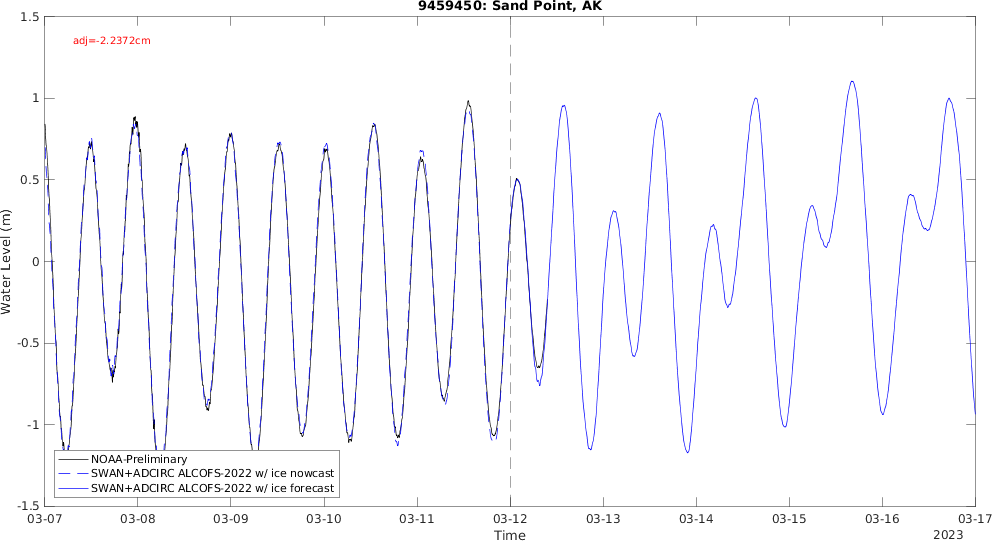 9459450: Sand Point, AK
adj=-2.2372cm
1.5
1
0.5
0
-0.5
-1
-1.5
Water Level (m)
NOAA-Preliminary
SWAN+ADCIRC ALCOFS-2022 w/ ice nowcast
SWAN+ADCIRC ALCOFS-2022 w/ ice forecast
03-07 03-08 03-09 03-10 03-11 03-12 03-13 03-14 03-15 03-16 03-17
Time
2023